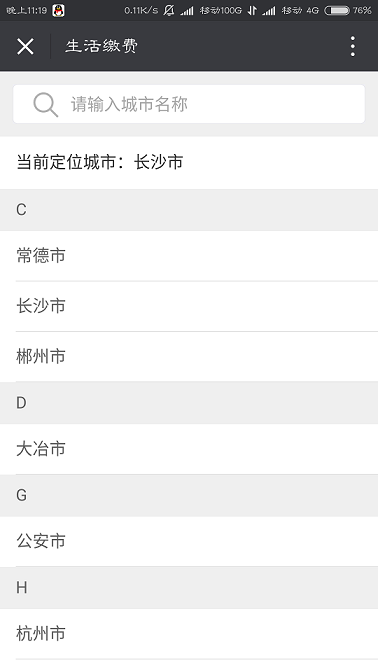 晚上11:19 0.11K/s 移动100G 移动 4G 76%
生活缴费
请输入城市名称
当前定位城市：长沙市
C
常德市
长沙市
郴州市
D
大冶市
G
公安市
H
杭州市